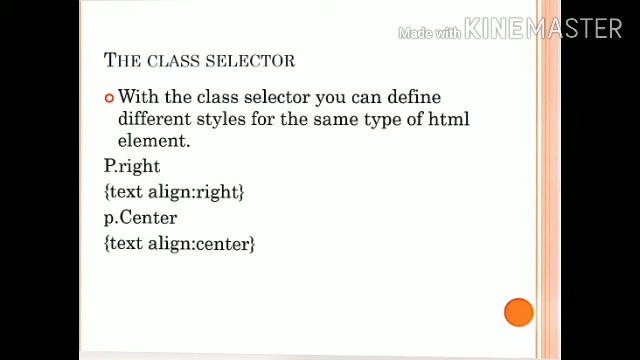 Made with KINEMASTER
THE CLASS SELECTOR
With the class selector you can define
different styles for the same type of html
element.
P.right
{text align:right}
p.Center
{text align:center}